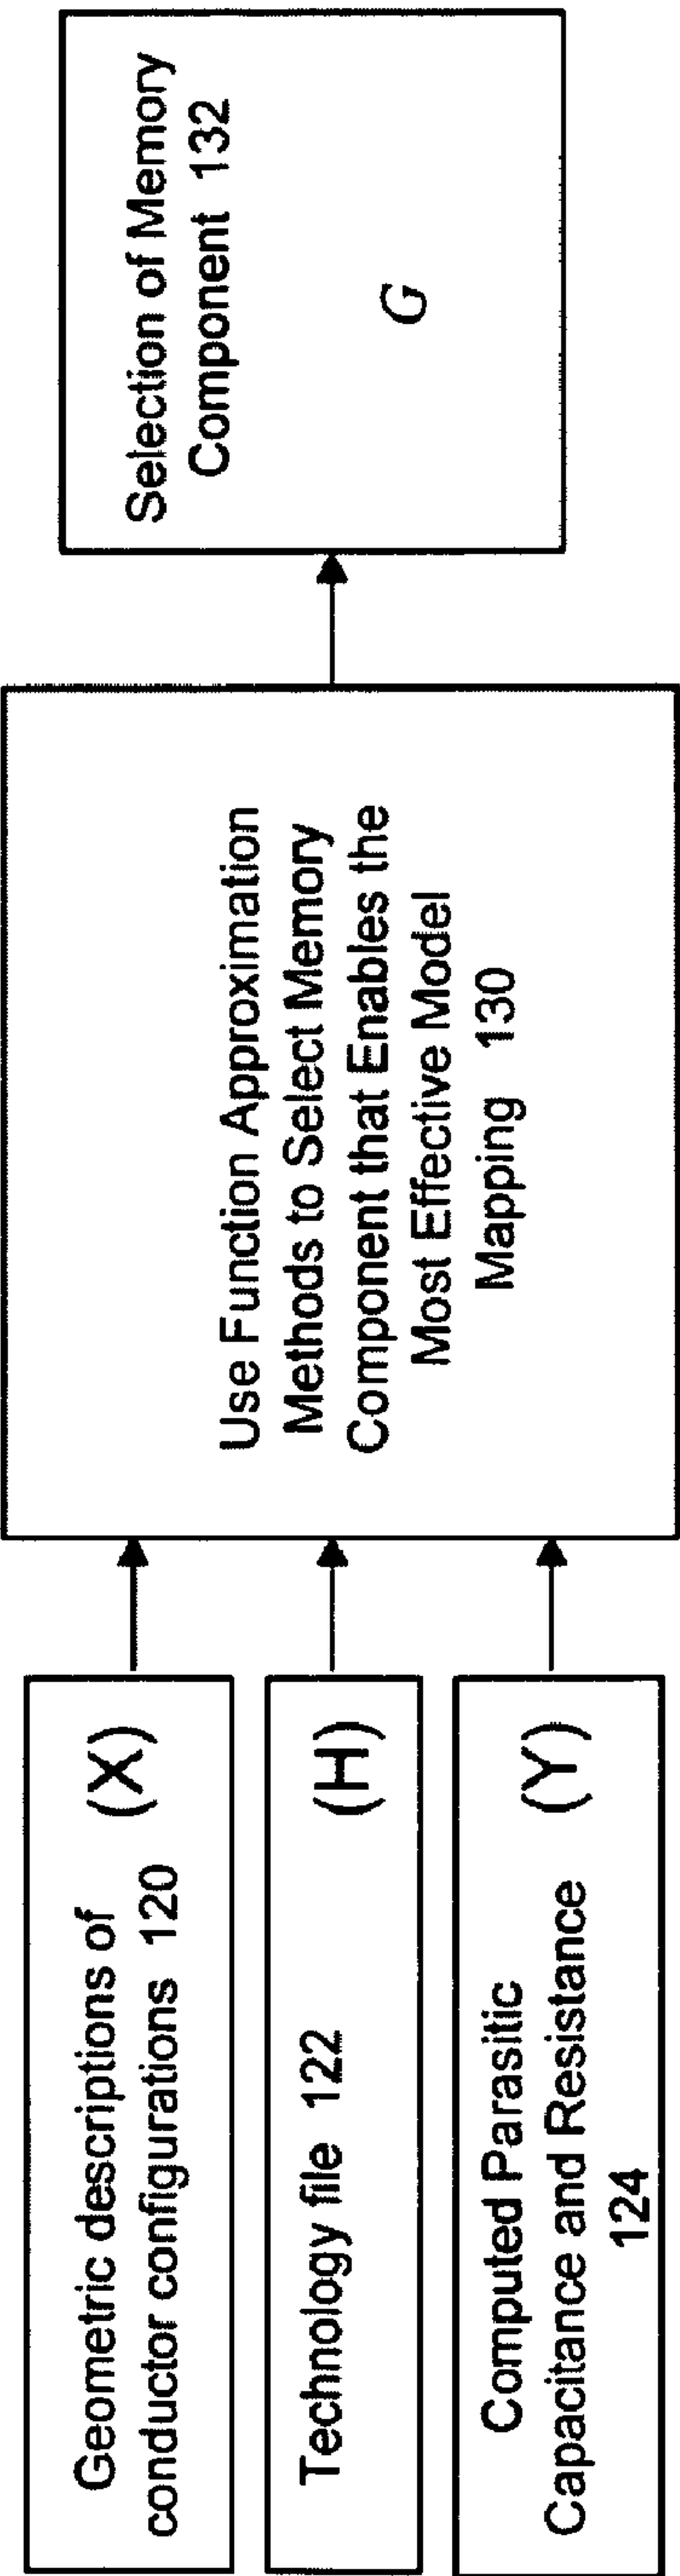 Geometric descriptions of
conductor configurations 120
(X)
Technology file 122
(H)
Computed Parasitic
Capacitance and Resistance
124
(Y)
Use Function Approximation
Methods to Select Memory
Component that Enables the
Most Effective Model
Mapping 130
Selection of Memory
Component 132
G